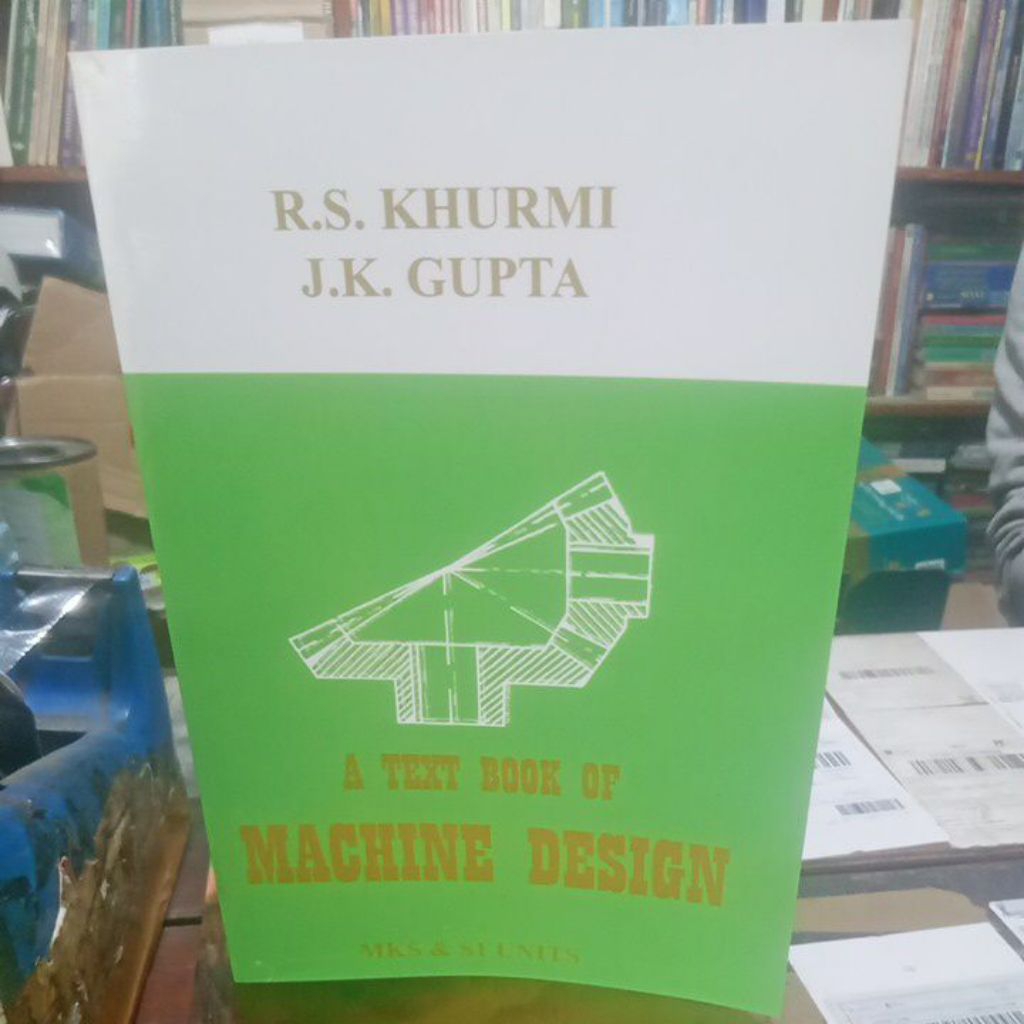 R.S. KHURMI
J.K. GUPTA
A TEXT BOOK OF
MACHINE DESIGN
MKS & SI UNITS